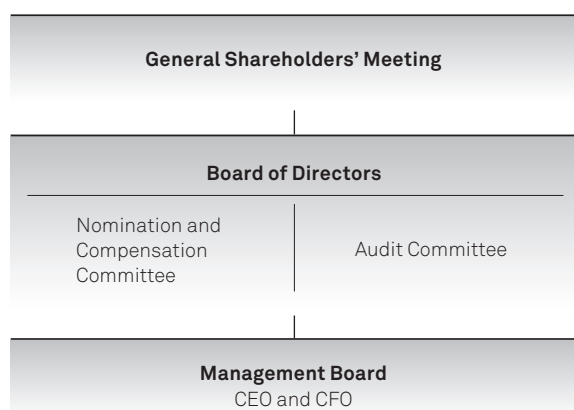 General Shareholders’ Meeting
Board of Directors
Nomination and
Compensation
Committee
Audit Committee
Management Board
CEO and CFO